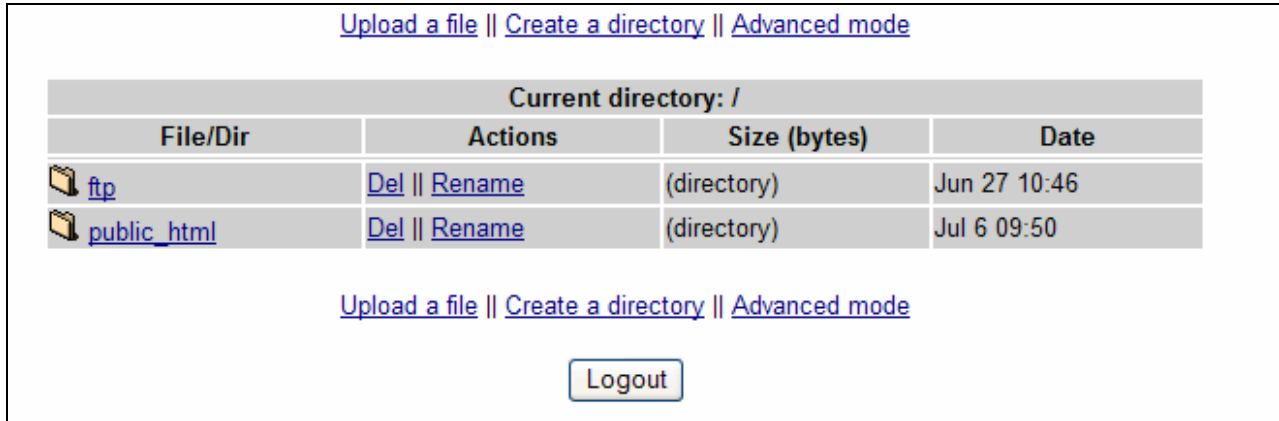 Upload a file || Create a directory || Advanced mode
Current directory: /
File/Dir Actions Size (bytes) Date
ftp Del || Rename (directory) Jun 27 10:46
public_html Del || Rename (directory) Jul 6 09:50
Upload a file || Create a directory || Advanced mode
Logout